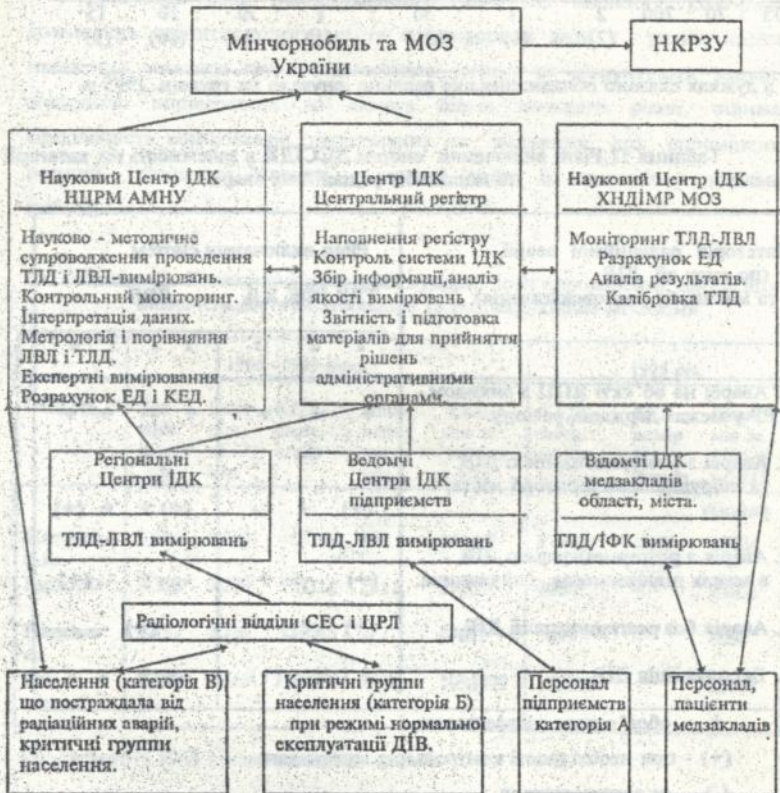 Мінчорнобиль та МОЗ
України
НКРЗУ
Науковий Центр ІДК
НЦРМ АМНУ
Науково - методичне
супроводження проведення
ТЛД і ЛВЛ-вимірювань.
Контрольний моніторинг.
Інтерпретація даних.
Метрологія і порівняння
ЛВЛ і ТЛД.
Експертні вимірювання
Розрахунок ЕД і КЕД.
Центр ІДК
Центральний регістр
Наповнення регістру
Контроль системи ІДК
Збір інформації,аналіз
якості вимірювань
Звітність і підготовка
матеріалів для прийняття
рішень
адміністративними
органами.
Науковий Центр ІДК
ХНДІМР МОЗ
Моніторинг ТЛД-ЛВЛ
Разрахунок ЕД
Аналіз результатів.
Калібровка ТЛД
Регіональні
Центри ІДК
ТЛД-ЛВЛ вимірювань
Ведомчі
Центри ІДК
підприємств
ТЛД-ЛВЛ вимірювань
Відомчі ІДК
медзакладів
області, міста.
ТЛД/ІФК вимірювань
Радіологічні відділи СЕС і ЦРЛ
Населення (категорія В)
що постраждала від
радіаційних аварій,
критичні группи
населення.
Критичні группи
населення (категорія Б)
при режимі нормальної
експлуатації ДІВ.
Персонал
підприємств
категорія А
Персонал,
пацієнти
медзакладів.